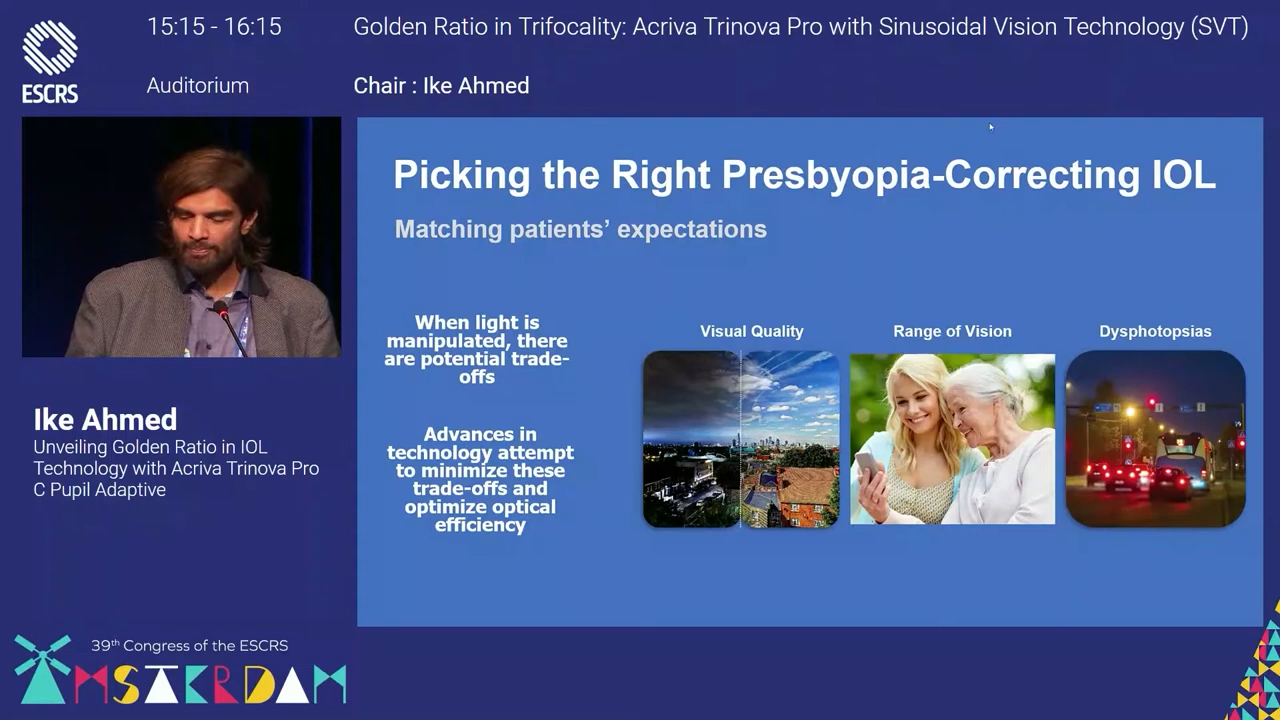 15:15 - 16:15
Golden Ratio in Trifocality: Acriva Trinova Pro with Sinusoidal Vision Technology (SVT)
ESCRS
Auditorium
Chair : Ike Ahmed
Picking the Right Presbyopia-Correcting IOL
Matching patients’ expectations
When light is
manipulated, there
are potential trade-
offs
Advances in
technology attempt
to minimize these
trade-offs and
optimize optical
efficiency
Visual Quality
Range of Vision
Dysphotopsias
Ike Ahmed
Unveiling Golden Ratio in IOL
Technology with Acriva Trinova Pro
C Pupil Adaptive
39th Congress of the ESCRS
AMSTERDAM